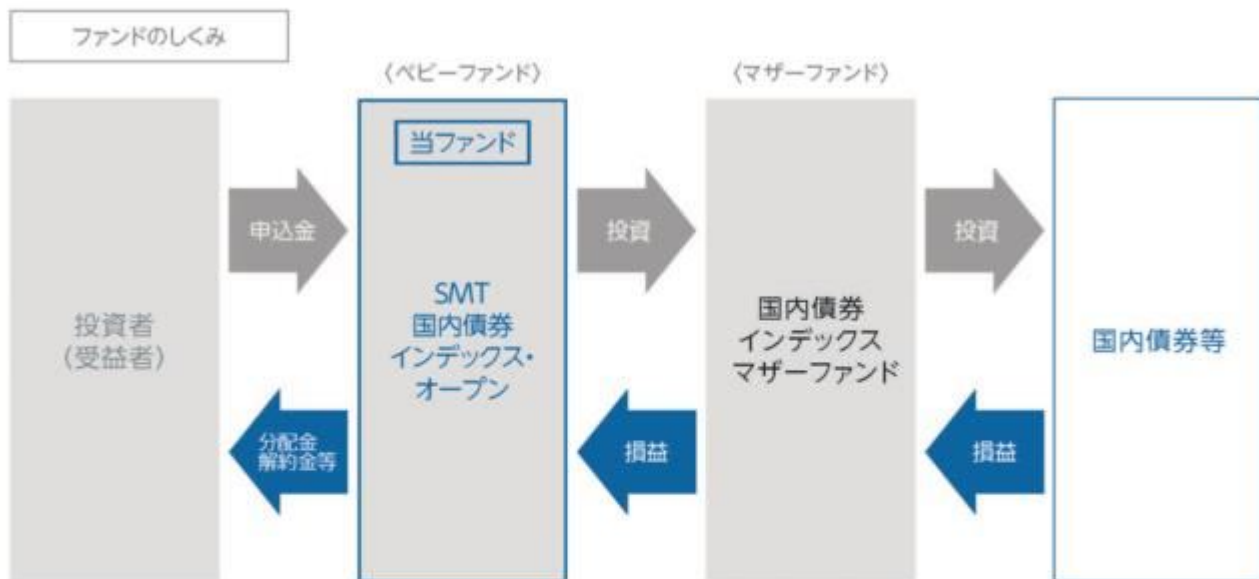 ファンドのしくみ
〈ベビーファンド〉
〈マザーファンド〉
当ファンド
申込金
投資
投資
投資者
(受益者)
SMT
国内債券
インデックス・
オープン
国内債券
インデックス
マザーファンド
国内債券等
分配金
解約金等
損益
損益